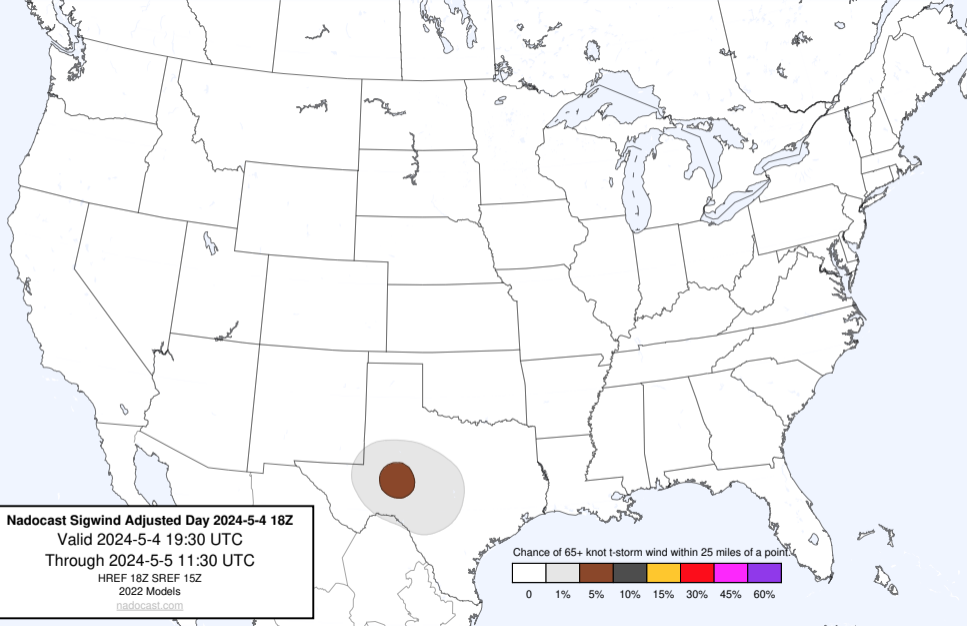 Nadocast Sigwind Adjusted Day 2024-5-4 18Z
Valid 2024-5-4 19:30 UTC
Through 2024-5-5 11:30 UTC
HREF 18Z SREF 15Z
2022 Models
nadocast.com
Chance of 65+ knot t-storm wind within 25 miles of a point.
0 1% 5% 10% 15% 30% 45% 60%